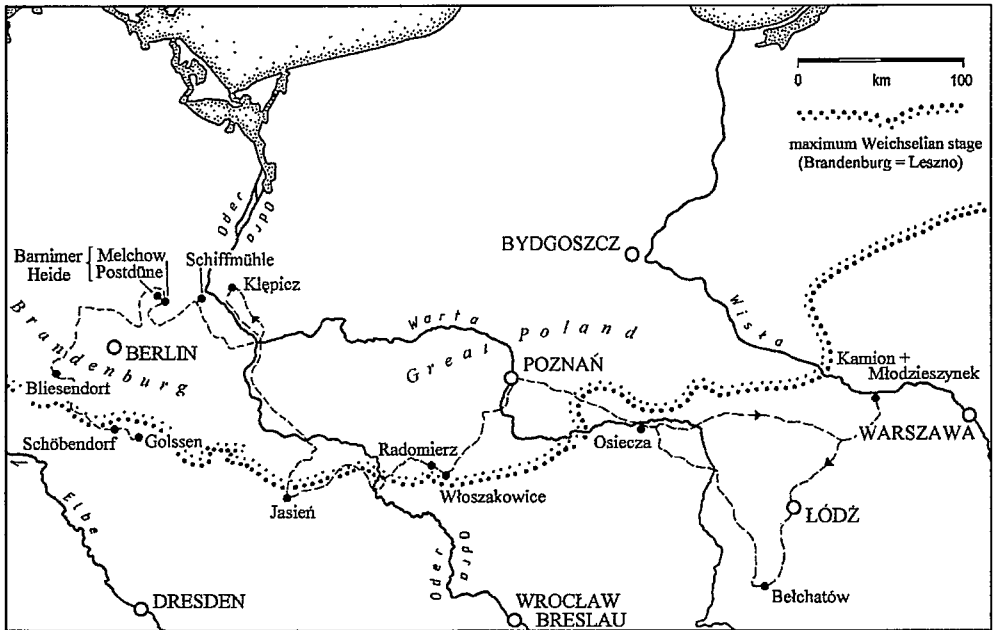 0 100
km
maximum Weichselian stage
(Brandenburg = Leszno)
Oder
Odra
BYDGOSZCZ
Barnimer
Heide
Melchow
Postdüne
Schiffmühle
Klępicz
Brandenburg
BERLIN
Warta
Great Poland
Wisła
POZNAŃ
Kamion +
Młodzieszynek
Bliesendorf
WARSZAWA
Schöbendorf
Golssen
Radomierz
Osiecza
Włoszakowice
Jasień
ŁÓDŹ
Elbe
Oder
Odra
Bełchatów
DRESDEN
WROCŁAW
BRESLAU